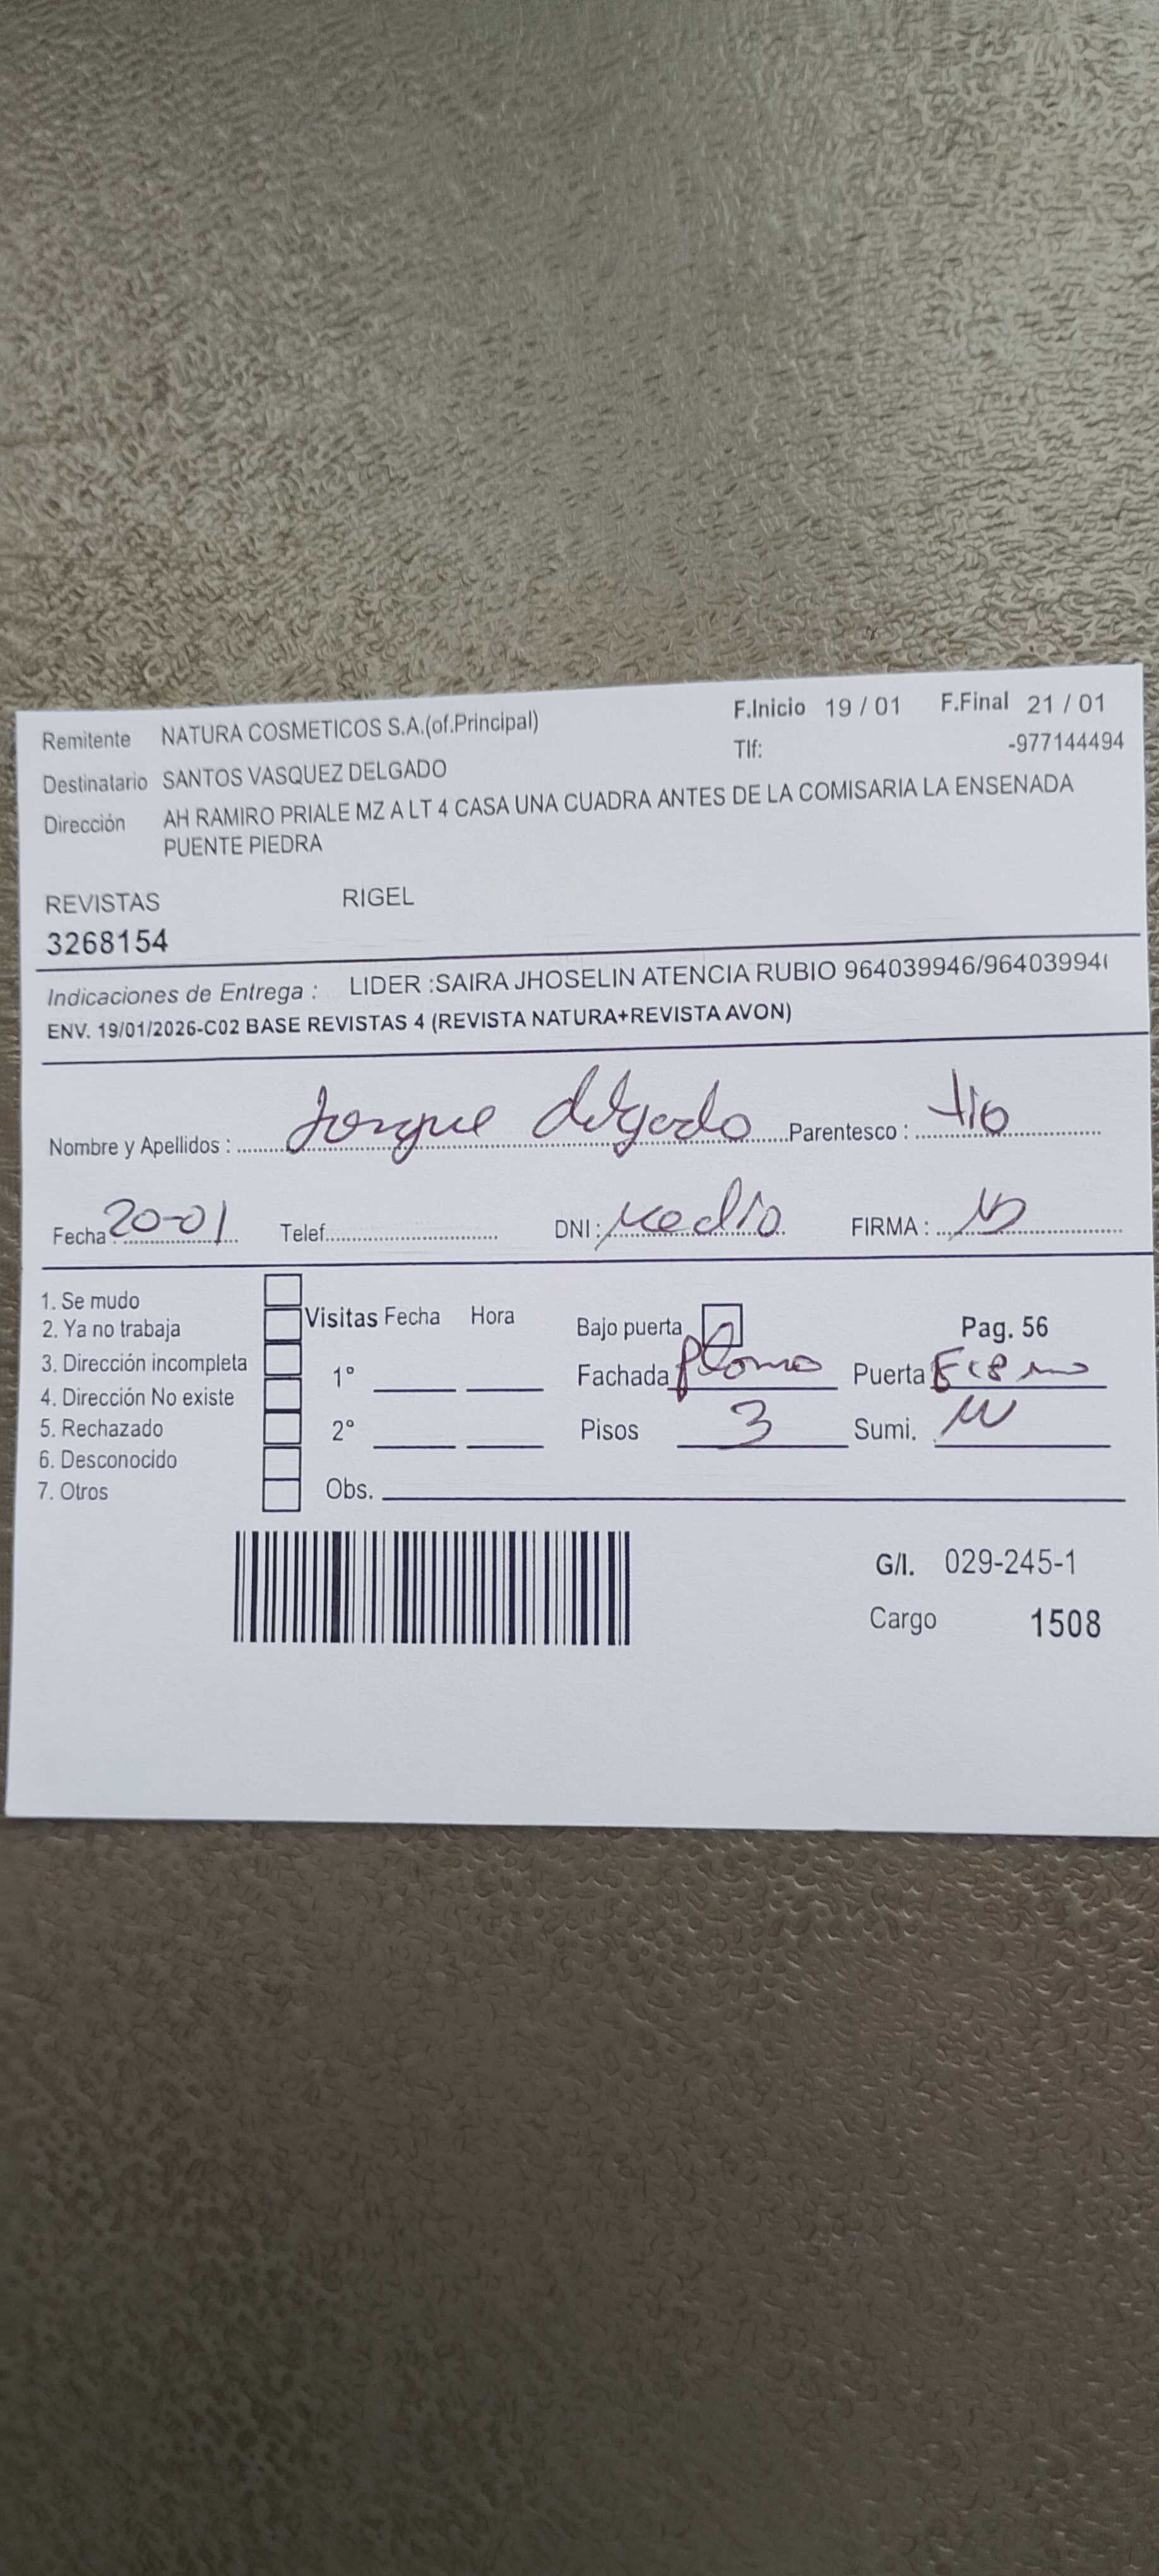 Remitente NATURA COSMETICOS S.A.(of.Principal) F.Inicio 19 / 01 F.Final 21 / 01
Tlf: -977144494
Destinatario SANTOS VASQUEZ DELGADO
Dirección AH RAMIRO PRIALE MZ A LT 4 CASA UNA CUADRA ANTES DE LA COMISARIA LA ENSENADA
PUENTE PIEDRA
REVISTAS RIGEL
3268154
Indicaciones de Entrega : LIDER :SAIRA JHOSELIN ATENCIA RUBIO 964039946/96403994
ENV. 19/01/2026-C02 BASE REVISTAS 4 (REVISTA NATURA+REVISTA AVON)
Nombre y Apellidos : Jorque delgado Parentesco : tio
Fecha : 20-01 Telef. DNI : FIRMA :
1. Se mudo
2. Ya no trabaja
3. Dirección incompleta
4. Dirección No existe
5. Rechazado
6. Desconocido
7. Otros
Visitas Fecha Hora
1°
2°
Obs.
Bajo puerta Pag. 56
Fachada plomo Puerta
Pisos 3 Sumi.
G/I. 029-245-1
Cargo 1508